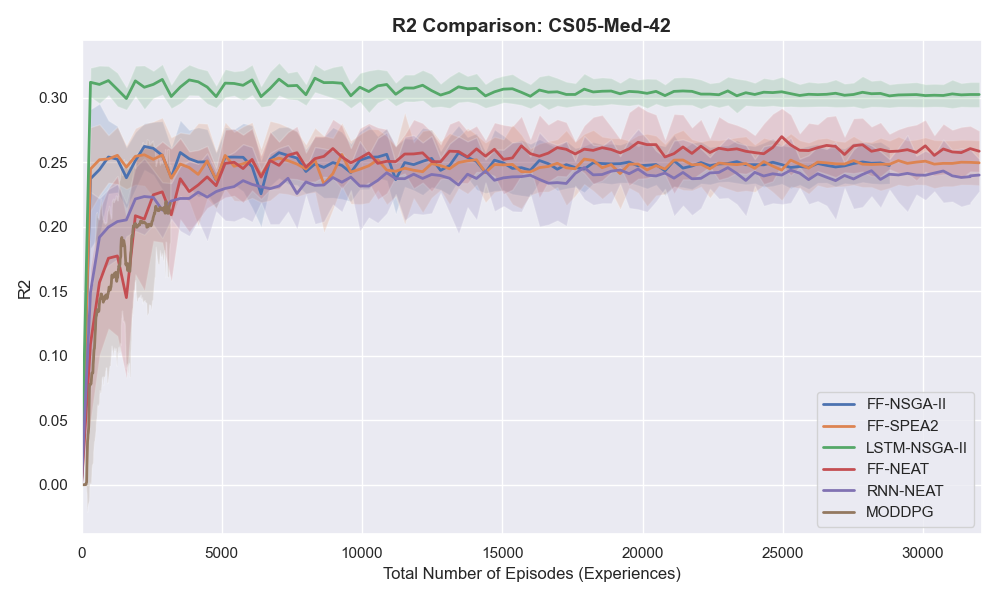 R2 Comparison: CS05-Med-42
R2
0.30
0.25
0.20
0.15
0.10
0.05
0.00
0 5000 10000 15000 20000 25000 30000
Total Number of Episodes (Experiences)
FF-NSGA-II
FF-SPEA2
LSTM-NSGA-II
FF-NEAT
RNN-NEAT
MODDPG